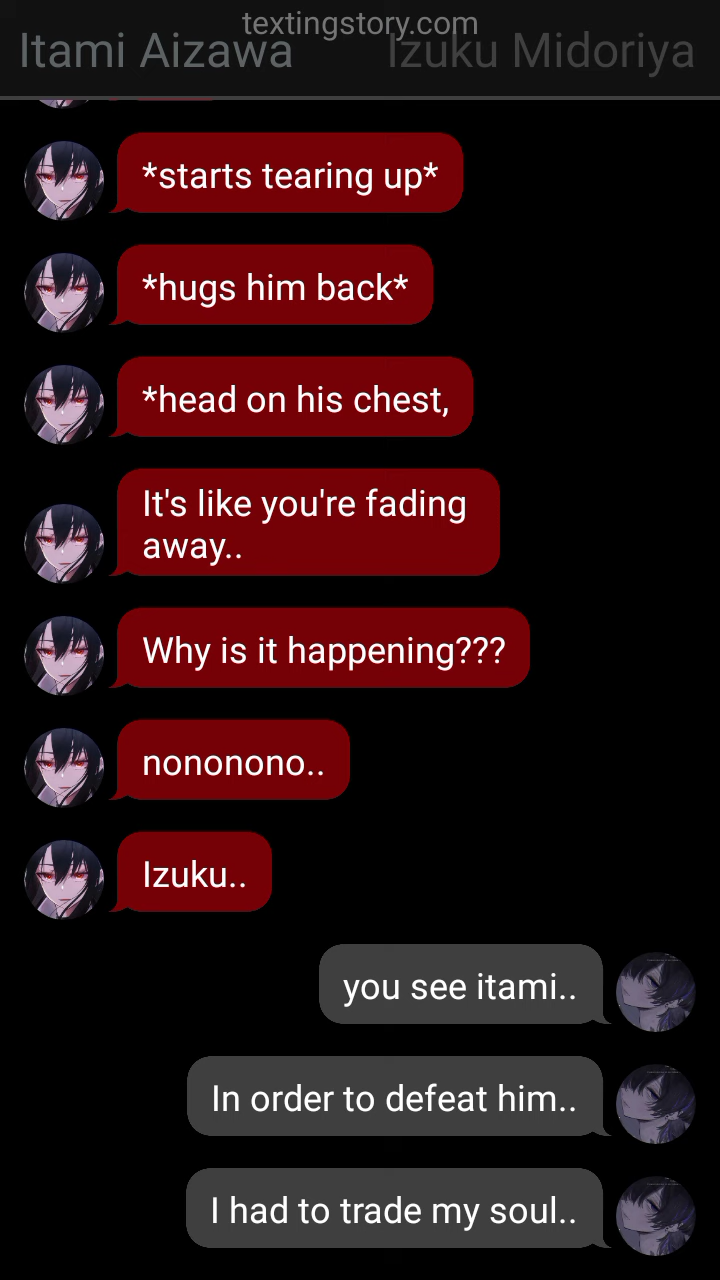 textingstory.com
Itami Aizawa
Izuku Midoriya
*starts tearing up*
*hugs him back*
*head on his chest,
It's like you're fading
away..
Why is it happening???
nononono..
Izuku..
you see itami..
In order to defeat him..
I had to trade my soul..